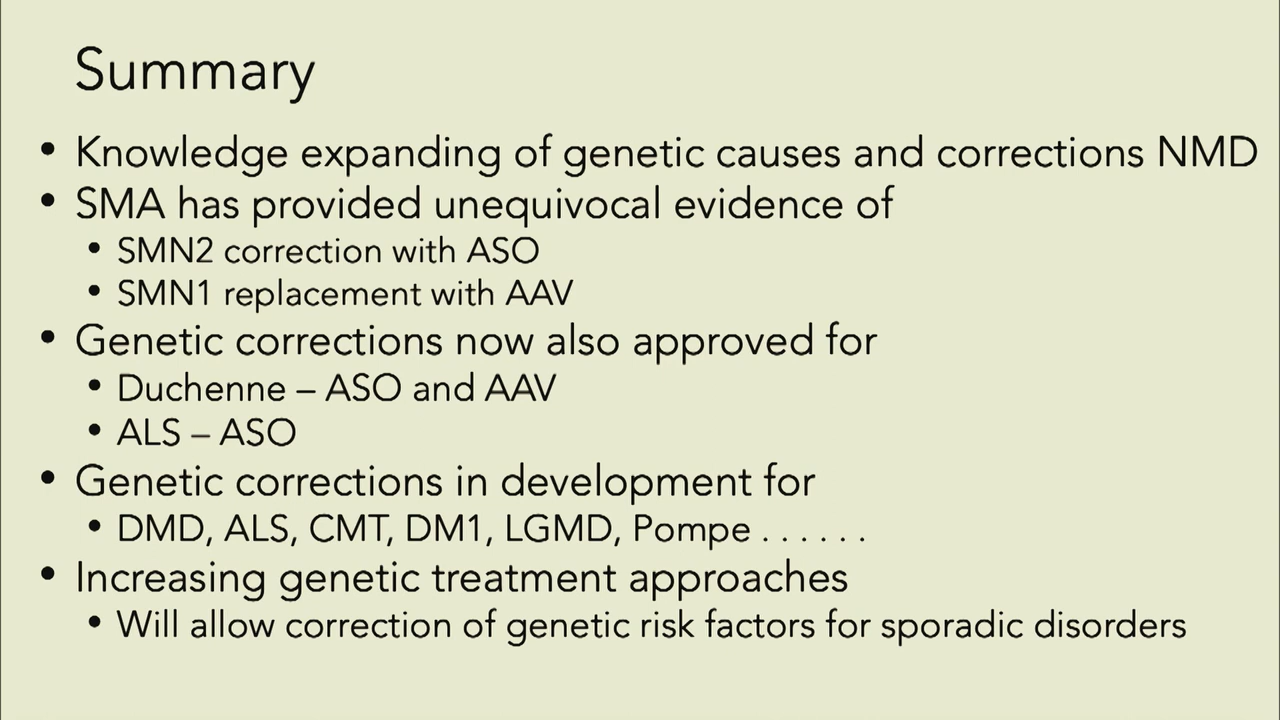 Summary
• Knowledge expanding of genetic causes and corrections NMD
• SMA has provided unequivocal evidence of
• SMN2 correction with ASO
• SMN1 replacement with AAV
• Genetic corrections now also approved for
• Duchenne – ASO and AAV
• ALS – ASO
• Genetic corrections in development for
• DMD, ALS, CMT, DM1, LGMD, Pompe . . . . . .
• Increasing genetic treatment approaches
• Will allow correction of genetic risk factors for sporadic disorders